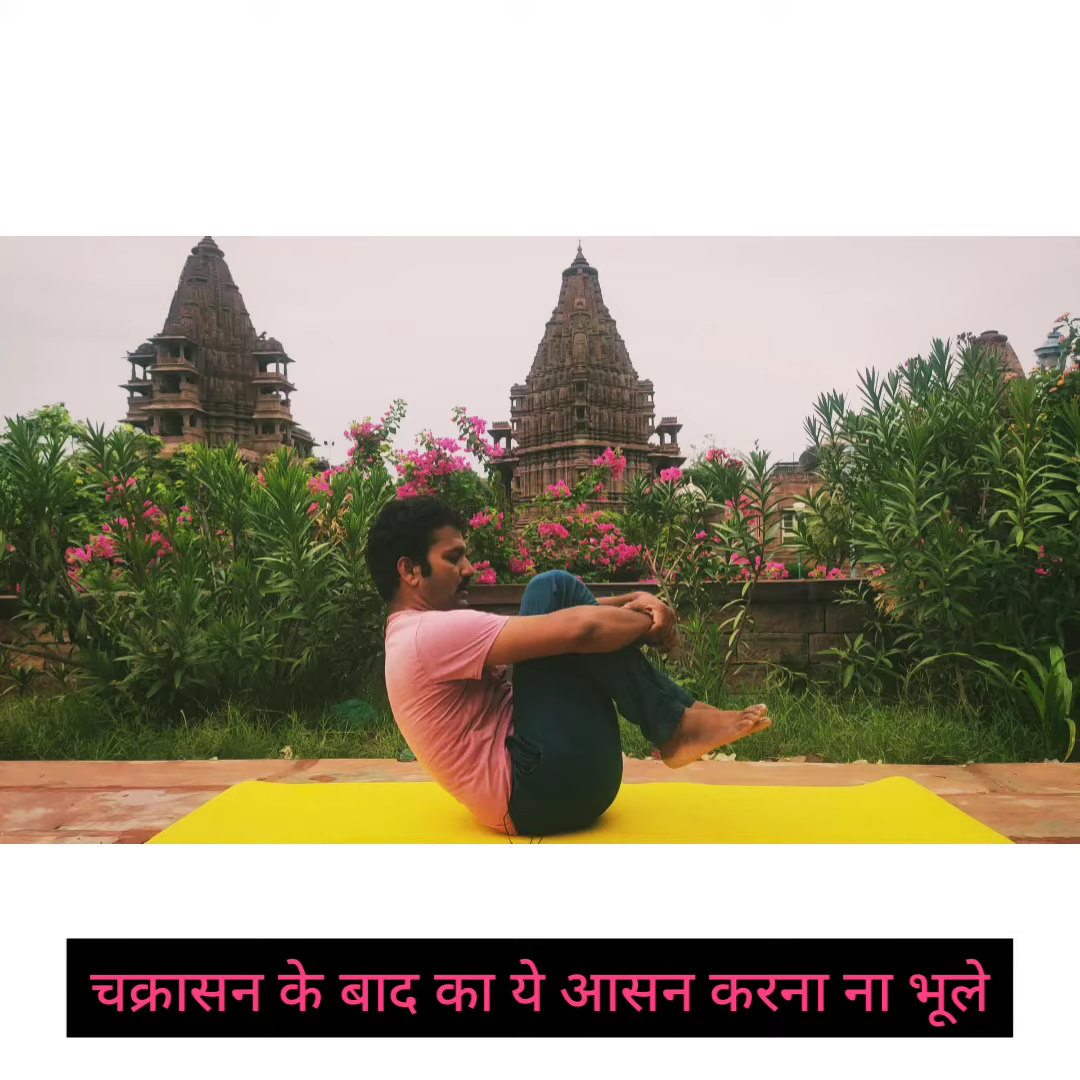 चक्रासन के बाद का ये आसन करना ना भूले